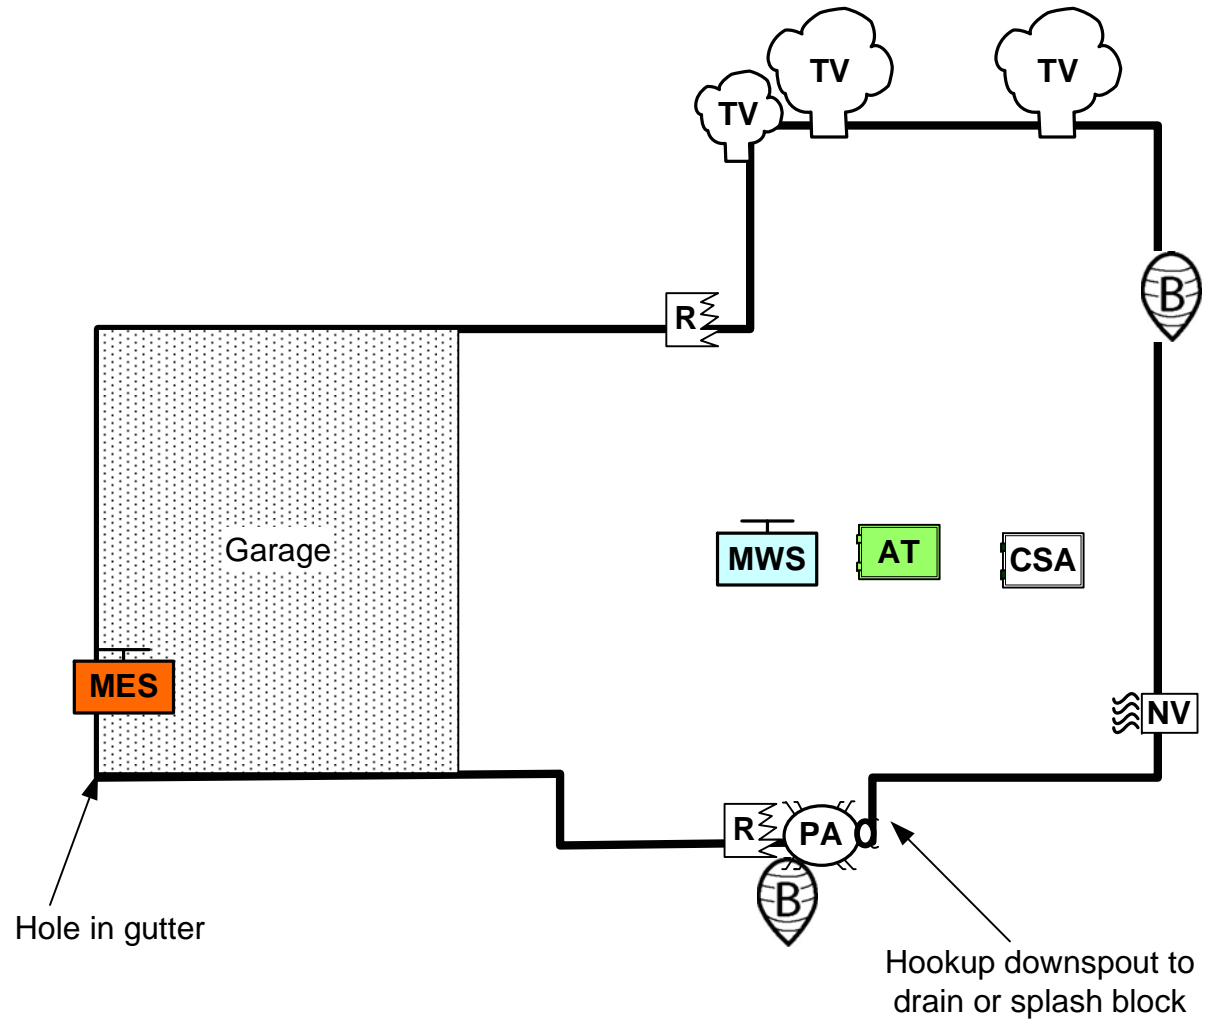 TV
TV
TV
B
R
Garage
MWS
AT
CSA
MES
NV
R
PA
B
Hole in gutter
Hookup downspout to
drain or splash block